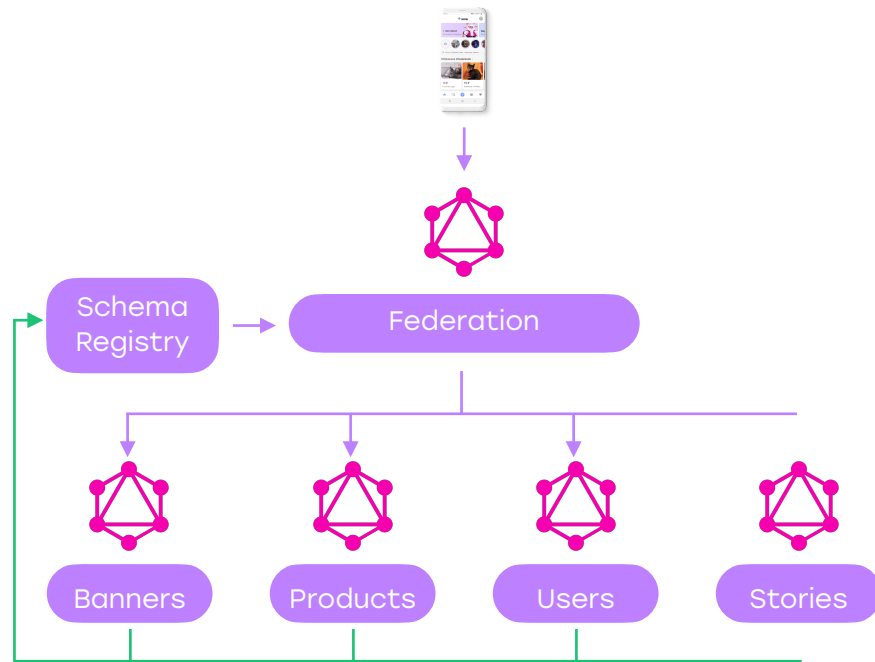 Schema
Registry
Federation
Banners
Products
Users
Stories